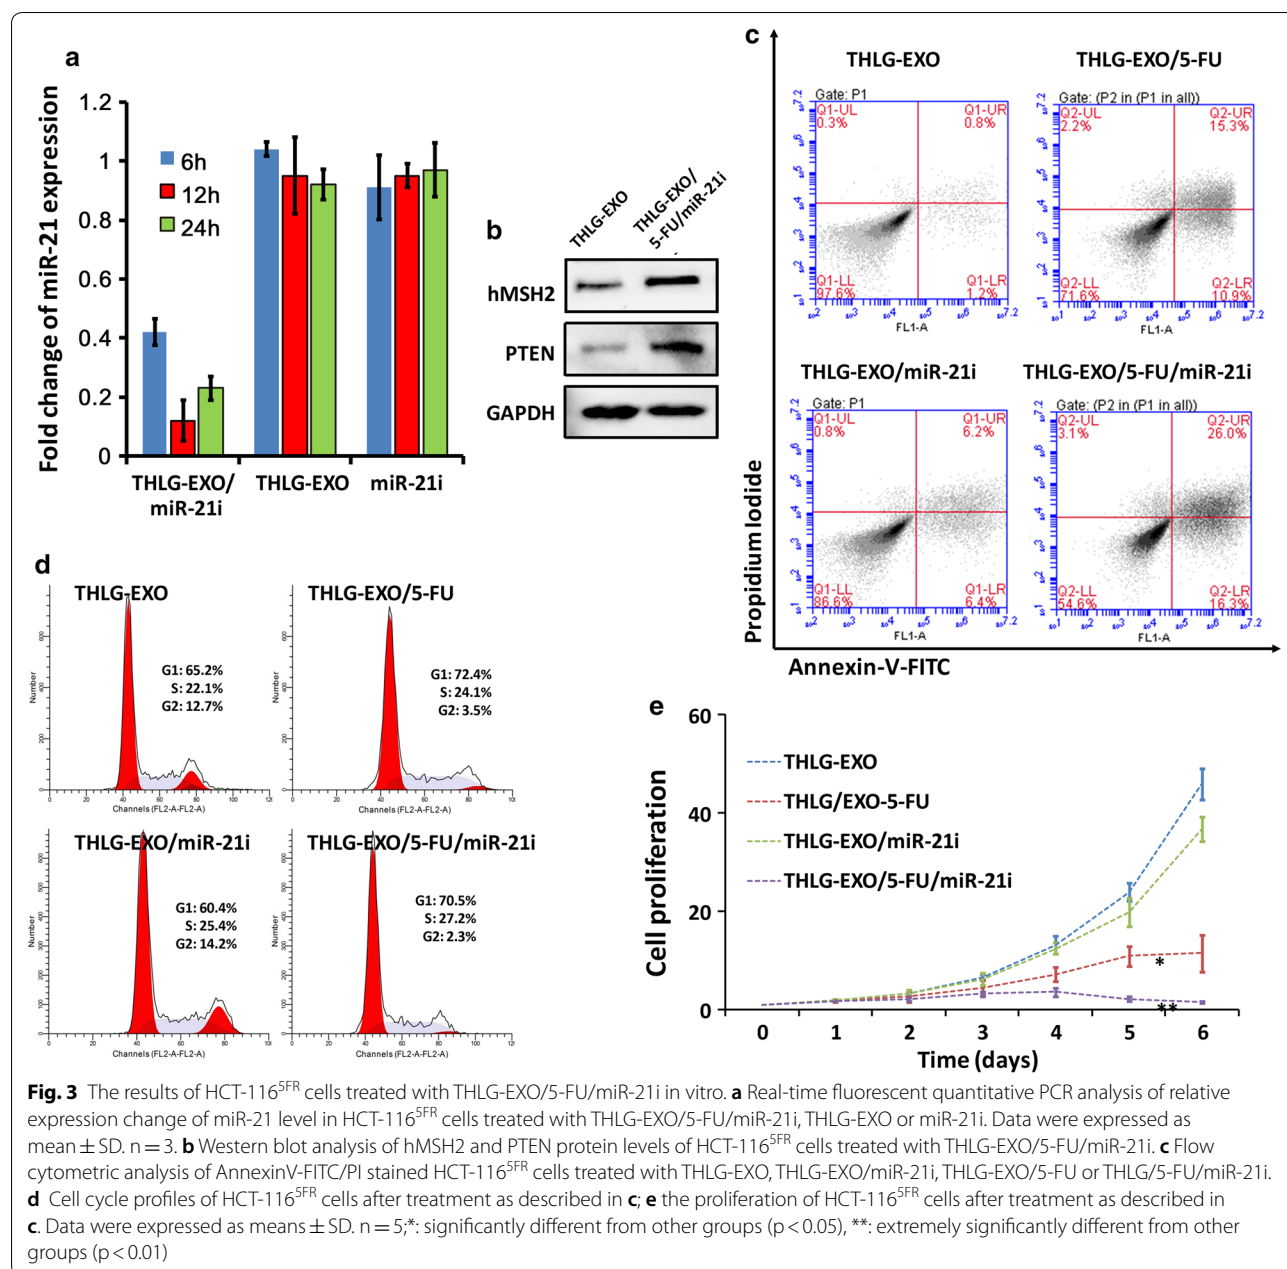 a
1.2
1
0.8
0.6
0.4
0.2
0
Fold change of miR-21 expression
6h
12h
24h
THLG-EXO/
miR-21i
THLG-EXO
miR-21i
b
THLG-EXO
THLG-EXO/
5-FU/miR-21i
hMSH2
PTEN
GAPDH
c
THLG-EXO
Gate: P1
Q1-UL
0.3%
Q1-UR
0.8%
Q1-LL
97.6%
Q1-LR
1.2%
FL1-A
THLG-EXO/5-FU
Gate: (P2 in (P1 in all))
Q2-UL
2.2%
Q2-UR
15.3%
Q2-LL
71.6%
Q2-LR
10.9%
FL1-A
THLG-EXO/miR-21i
Gate: P1
Q1-UL
0.8%
Q1-UR
6.2%
Q1-LL
86.6%
Q1-LR
6.4%
FL1-A
THLG-EXO/5-FU/miR-21i
Gate: (P2 in (P1 in all))
Q2-UL
3.1%
Q2-UR
26.0%
Q2-LL
54.6%
Q2-LR
16.3%
FL1-A
Propidium Iodide
Annexin-V-FITC
d
THLG-EXO
G1: 65.2%
S: 22.1%
G2: 12.7%
Number
Channels (FL2-A-FL2-A)
THLG-EXO/5-FU
G1: 72.4%
S: 24.1%
G2: 3.5%
Number
Channels (FL2-A-FL2-A)
THLG-EXO/miR-21i
G1: 60.4%
S: 25.4%
G2: 14.2%
Number
Channels (FL2-A-FL2-A)
THLG-EXO/5-FU/miR-21i
G1: 70.5%
S: 27.2%
G2: 2.3%
Number
Channels (FL2-A-FL2-A)
e
60
40
20
0
Cell proliferation
THLG-EXO
THLG/EXO-5-FU
THLG-EXO/miR-21i
THLG-EXO/5-FU/miR-21i
*
**
0 1 2 3 4 5 6
Time (days)
Fig. 3 The results of HCT-116<sup>5FR</sup> cells treated with THLG-EXO/5-FU/miR-21i in vitro. a Real-time fluorescent quantitative PCR analysis of relative
expression change of miR-21 level in HCT-116<sup>5FR</sup> cells treated with THLG-EXO/5-FU/miR-21i, THLG-EXO or miR-21i. Data were expressed as
mean ± SD. n = 3. b Western blot analysis of hMSH2 and PTEN protein levels of HCT-116<sup>5FR</sup> cells treated with THLG-EXO/5-FU/miR-21i. c Flow
cytometric analysis of AnnexinV-FITC/PI stained HCT-116<sup>5FR</sup> cells treated with THLG-EXO, THLG-EXO/miR-21i, THLG-EXO/5-FU or THLG/5-FU/miR-21i.
d Cell cycle profiles of HCT-116<sup>5FR</sup> cells after treatment as described in c; e the proliferation of HCT-116<sup>5FR</sup> cells after treatment as described in
c. Data were expressed as means ± SD. n = 5;*: significantly different from other groups (p < 0.05), **: extremely significantly different from other
groups (p < 0.01)